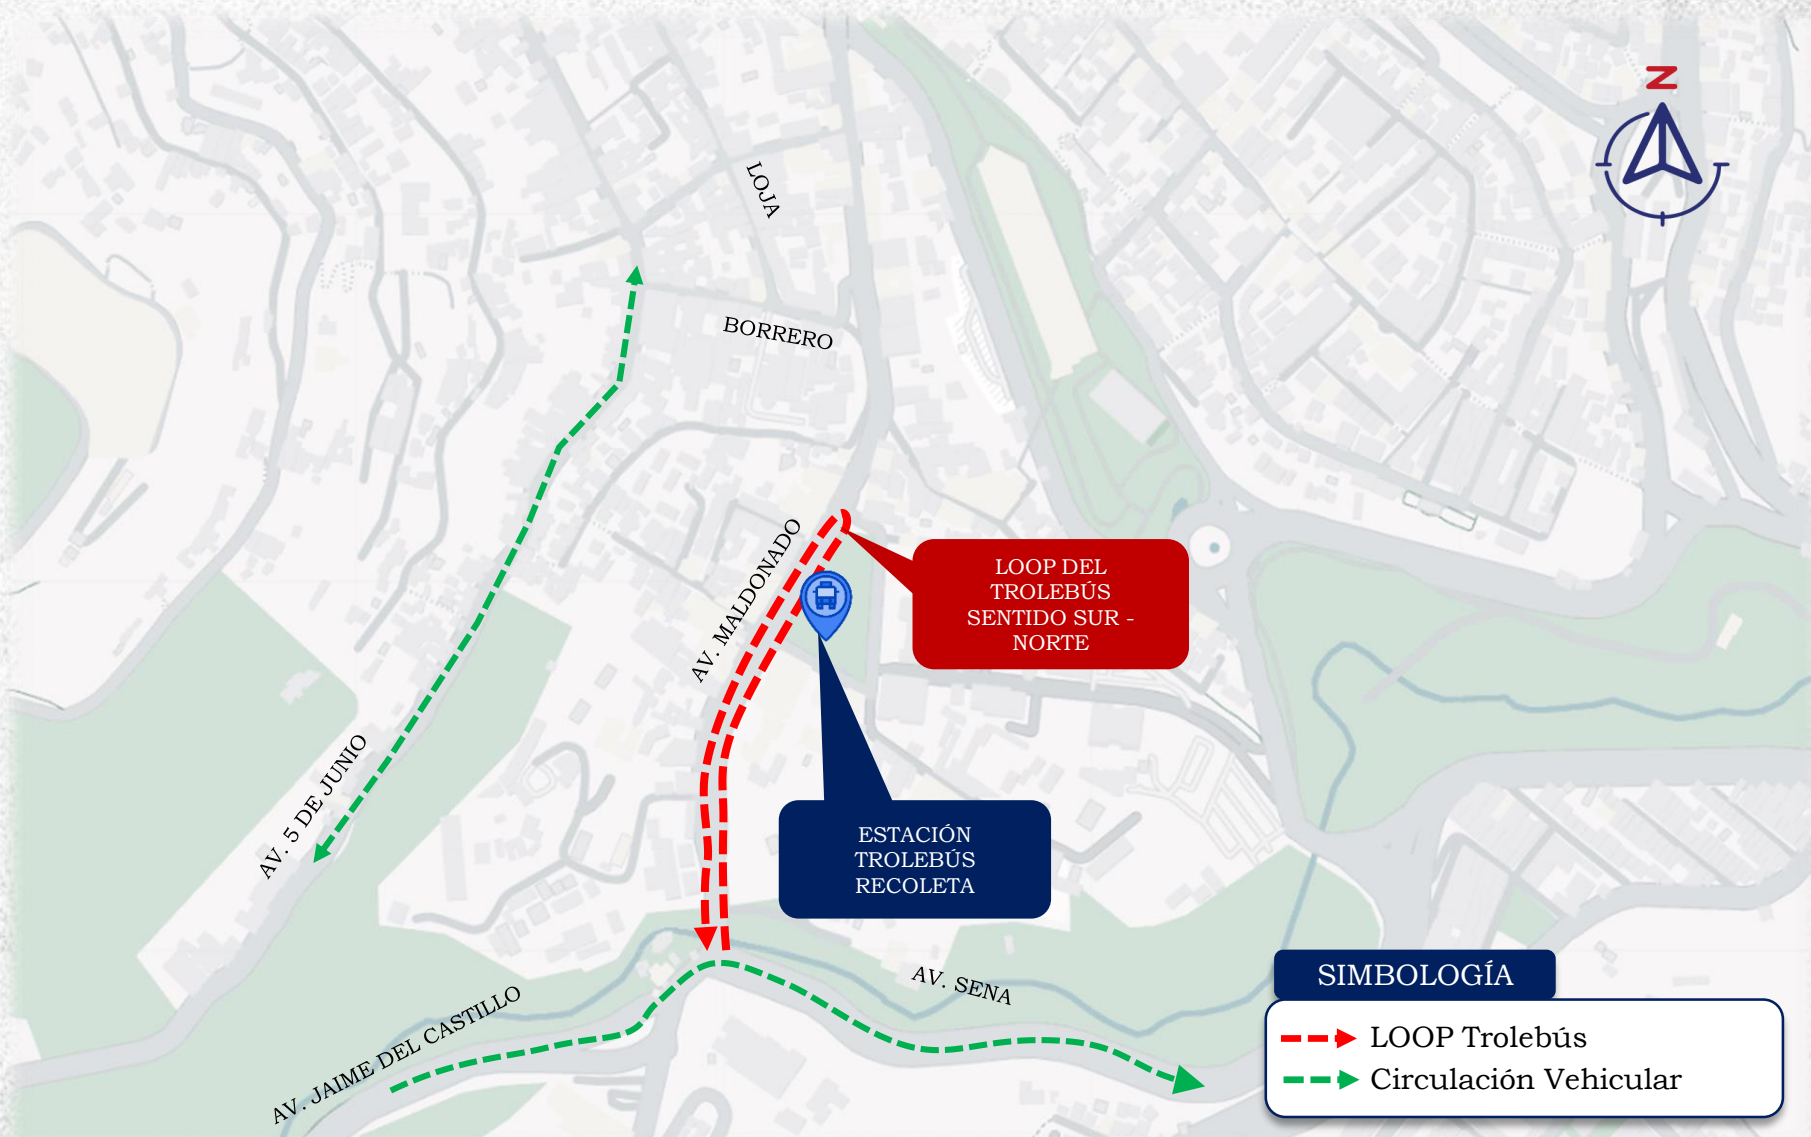 N
LOJA
BORRERO
AV. MALDONADO
LOOP DEL
TROLEBÚS
SENTIDO SUR -
NORTE
AV. 5 DE JUNIO
ESTACIÓN
TROLEBÚS
RECOLETA
AV. SENA
AV. JAIME DEL CASTILLO
SIMBOLOGÍA
LOOP Trolebús
Circulación Vehicular